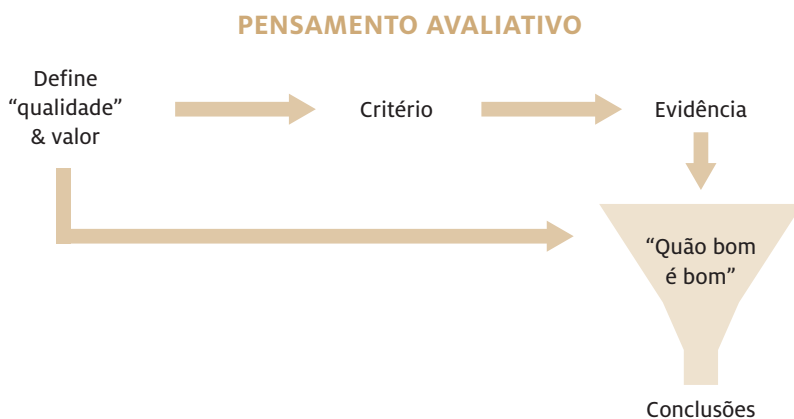 PENSAMENTO AVALIATIVO
Define
“qualidade”
& valor
Critério
Evidência
“Quão bom
é bom”
Conclusões